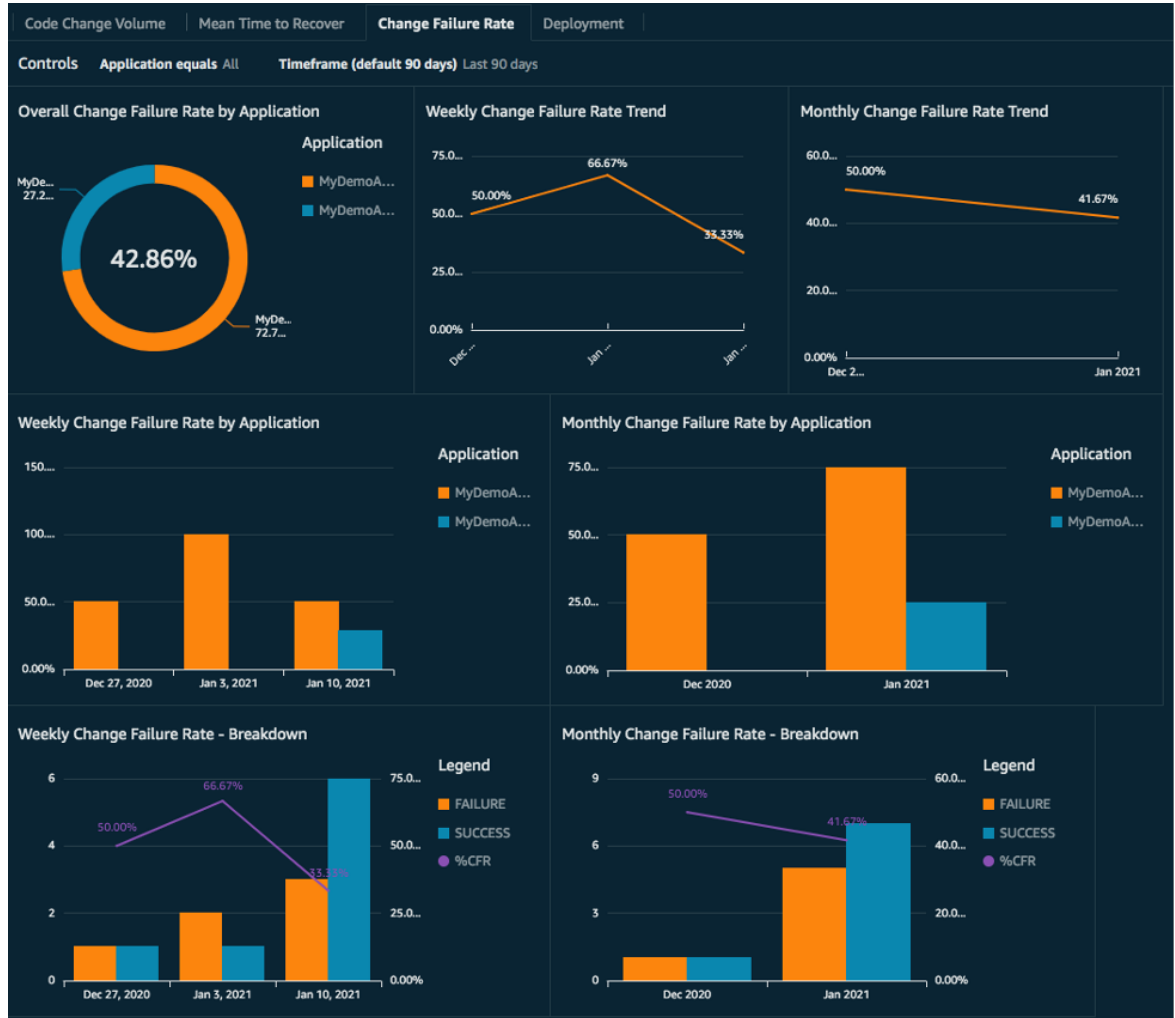 Code Change Volume
Mean Time to Recover
Change Failure Rate
Deployment
Controls
Application equals All
Timeframe (default 90 days) Last 90 days
Overall Change Failure Rate by Application
Application
MyDemoA...
MyDemoA...
MyDe...
27.2...
42.86%
MyDe...
72.7...
Weekly Change Failure Rate Trend
75.0...
50.0...
25.0...
0.00%
50.00%
66.67%
33.33%
Dec ...
Jan ...
Jan ...
Monthly Change Failure Rate Trend
60.0...
40.0...
20.0...
0.00%
50.00%
41.67%
Dec 2...
Jan 2021
Weekly Change Failure Rate by Application
150....
100....
50.0...
0.00%
Dec 27, 2020
Jan 3, 2021
Jan 10, 2021
Application
MyDemoA...
MyDemoA...
Monthly Change Failure Rate by Application
75.0...
50.0...
25.0...
0.00%
Dec 2020
Jan 2021
Application
MyDemoA...
MyDemoA...
Weekly Change Failure Rate - Breakdown
6
4
2
0
50.00%
66.67%
33.33%
75.0...
50.0...
25.0...
0.00%
Dec 27, 2020
Jan 3, 2021
Jan 10, 2021
Legend
FAILURE
SUCCESS
%CFR
Monthly Change Failure Rate - Breakdown
9
6
3
0
50.00%
41.67%
60.0...
40.0...
20.0...
0.00%
Dec 2020
Jan 2021
Legend
FAILURE
SUCCESS
%CFR